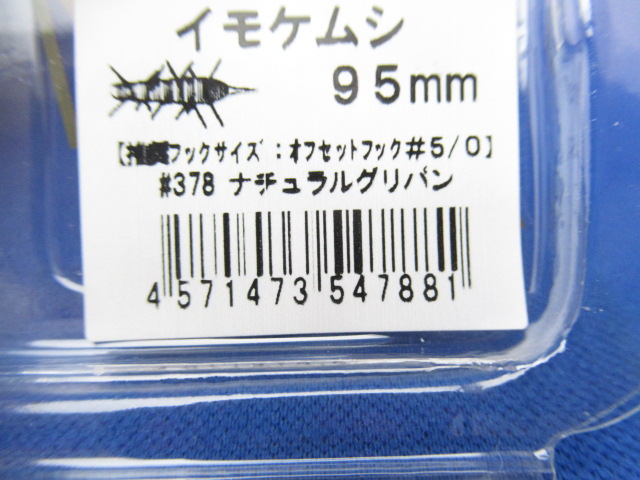 イモケムシ
95mm
【推奨フックサイズ:オフセットフック#5/0】
#378 ナチュラルグリパン
4 571473 547881